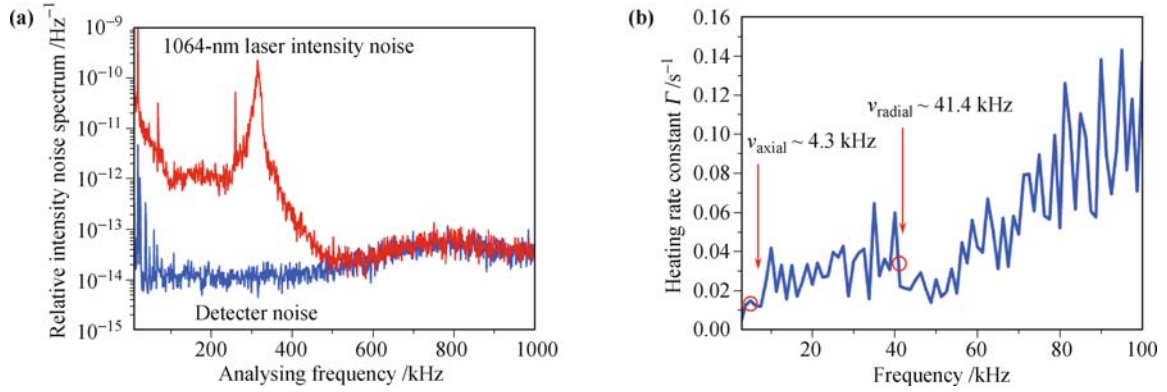 (a)
Relative intensity noise spectrum /Hz⁻¹
10⁻⁹
10⁻¹⁰
10⁻¹¹
10⁻¹²
10⁻¹³
10⁻¹⁴
10⁻¹⁵
1064-nm laser intensity noise
Detecter noise
200 400 600 800 1000
Analysing frequency /kHz
(b)
Heating rate constant Γ/s⁻¹
0.16
0.14
0.12
0.10
0.08
0.06
0.04
0.02
0.00
ν_radial ~ 41.4 kHz
ν_axial ~ 4.3 kHz
20 40 60 80 100
Frequency /kHz